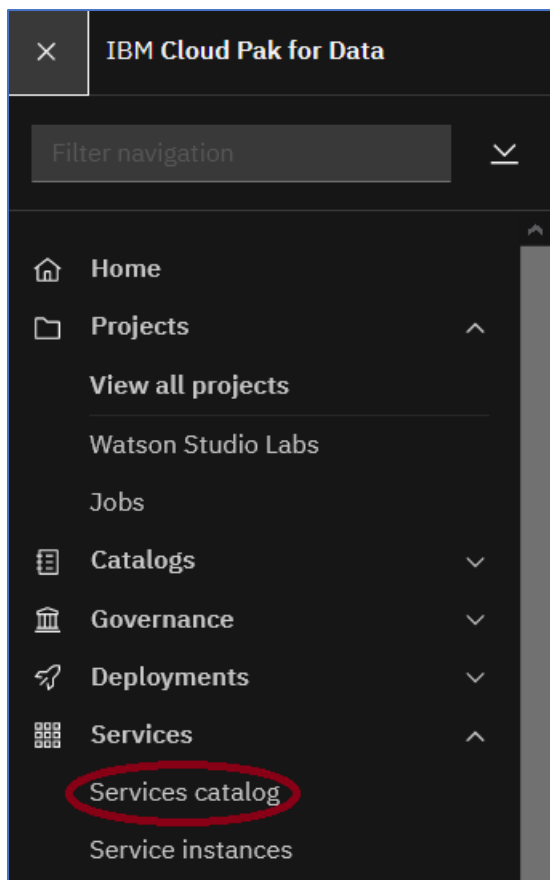 IBM Cloud Pak for Data
Filter navigation
Home
Projects
View all projects
Watson Studio Labs
Jobs
Catalogs
Governance
Deployments
Services
Services catalog
Service instances